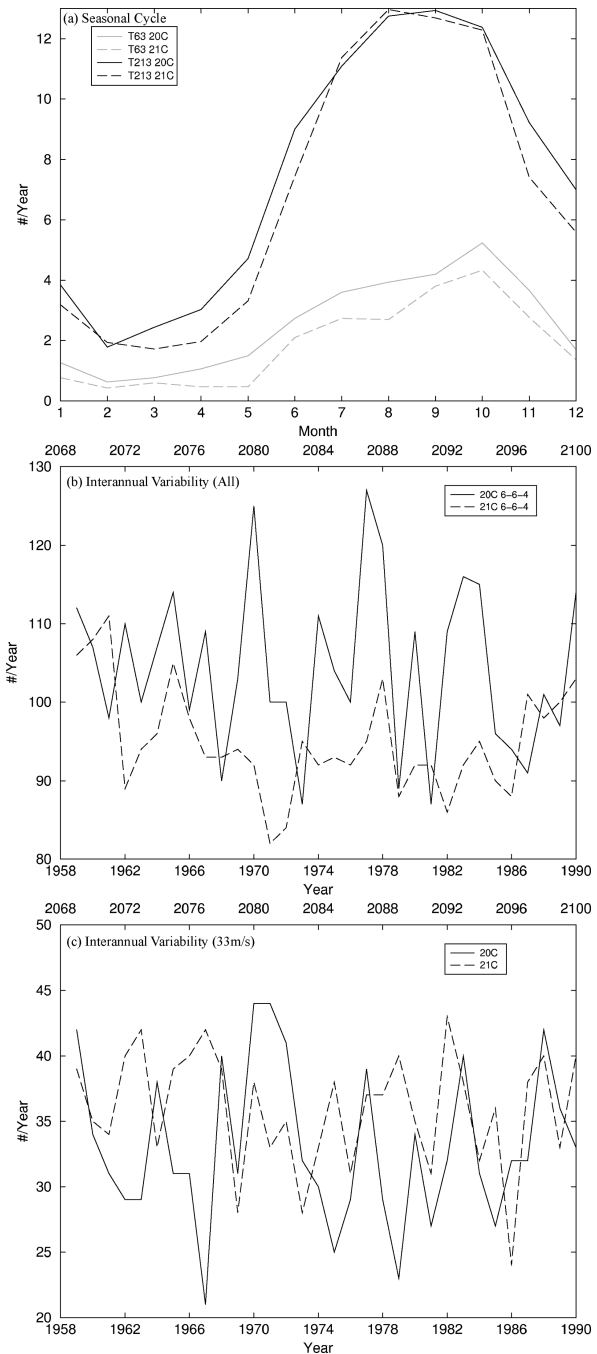 (a) Seasonal Cycle
T63 20C
T63 21C
T213 20C
T213 21C
12
10
8
6
4
2
0
#/Year
1 2 3 4 5 6 7 8 9 10 11 12
Month
2068 2072 2076 2080 2084 2088 2092 2096 2100
(b) Interannual Variability (All)
20C 6-6-4
21C 6-6-4
130
120
110
100
90
80
#/Year
1958 1962 1966 1970 1974 1978 1982 1986 1990
Year
2068 2072 2076 2080 2084 2088 2092 2096 2100
(c) Interannual Variability (33m/s)
20C
21C
50
45
40
35
30
25
20
#/Year
1958 1962 1966 1970 1974 1978 1982 1986 1990
Year